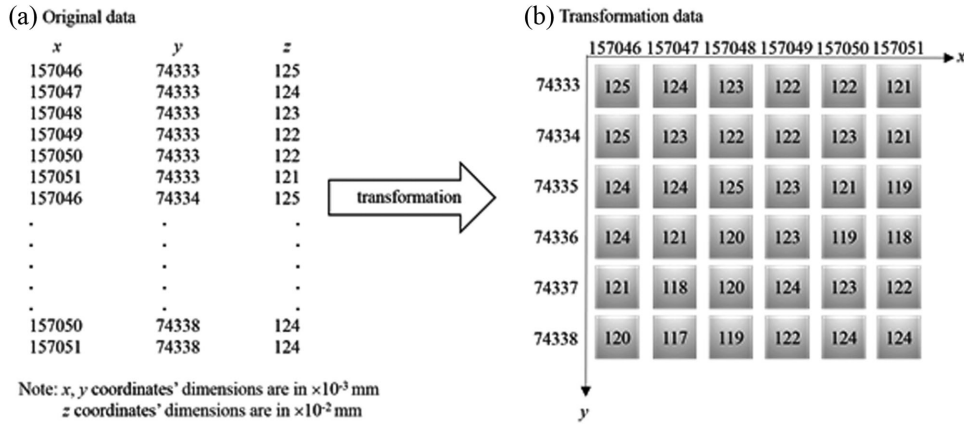 (a) Original data
x y z
157046 74333 125
157047 74333 124
157048 74333 123
157049 74333 122
157050 74333 122
157051 74333 121
157046 74334 125
. . .
. . .
. . .
. . .
. . .
157050 74338 124
157051 74338 124
Note: x, y coordinates' dimensions are in ×10-3 mm
z coordinates' dimensions are in ×10-2 mm
transformation
(b) Transformation data
157046 157047 157048 157049 157050 157051
x
74333 125 124 123 122 122 121
74334 125 123 122 122 123 121
74335 124 124 125 123 121 119
74336 124 121 120 123 119 118
74337 121 118 120 124 123 122
74338 120 117 119 122 124 124
y